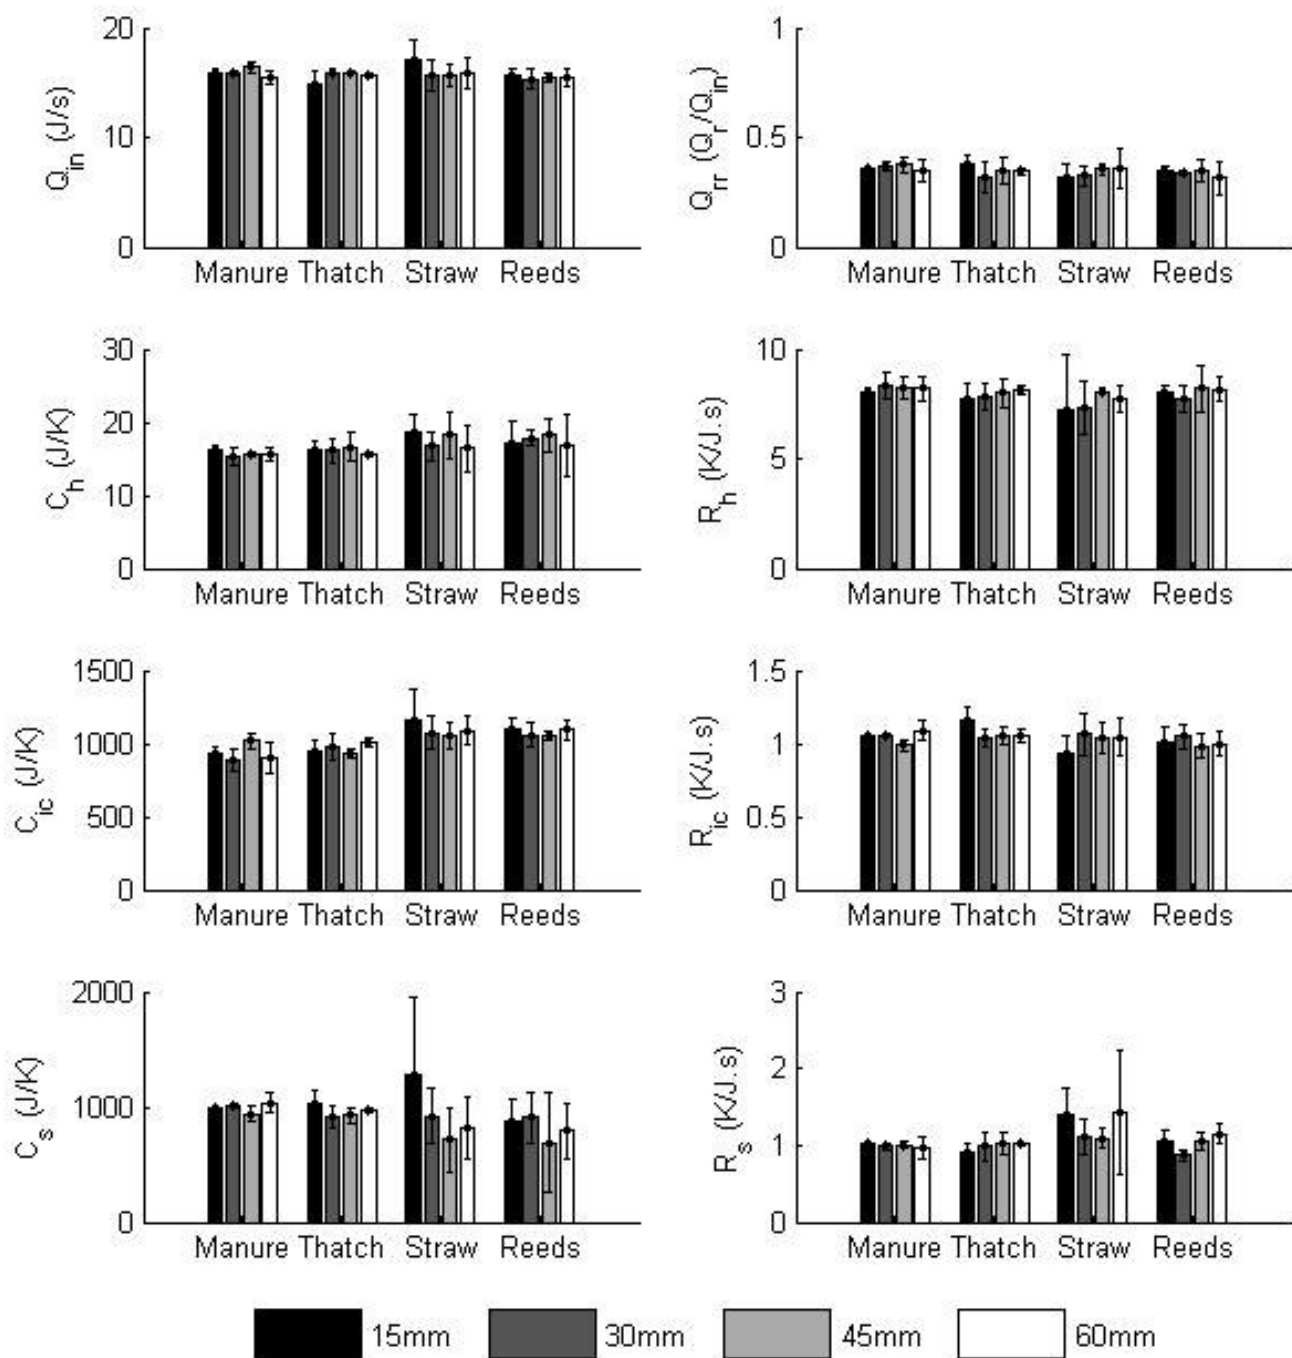 20
10
0
Q_in (J/s)
Manure Thatch Straw Reeds
1
0.5
0
Q_rr (Q_r/Q_in)
Manure Thatch Straw Reeds
30
20
10
0
C_h (J/K)
Manure Thatch Straw Reeds
10
5
0
R_h (K/J.s)
Manure Thatch Straw Reeds
1500
1000
500
0
C_ic (J/K)
Manure Thatch Straw Reeds
1.5
1
0.5
0
R_ic (K/J.s)
Manure Thatch Straw Reeds
2000
1000
0
C_s (J/K)
Manure Thatch Straw Reeds
3
2
1
0
R_s (K/J.s)
Manure Thatch Straw Reeds
15mm 30mm 45mm 60mm